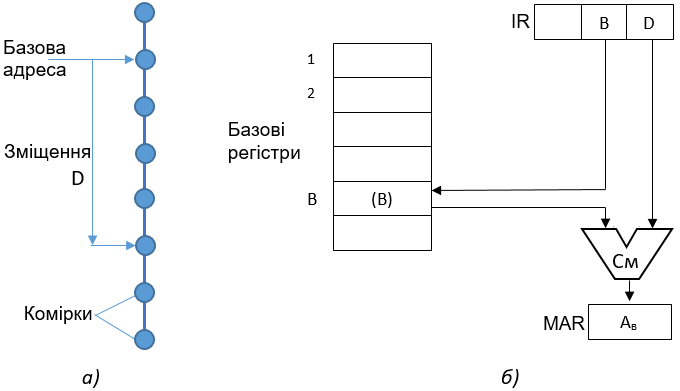 Базова
адреса
Зміщення
D
Комірки
а)
IR
B
D
1
2
Базові
регістри
B
(B)
См
MAR
Aв
б)